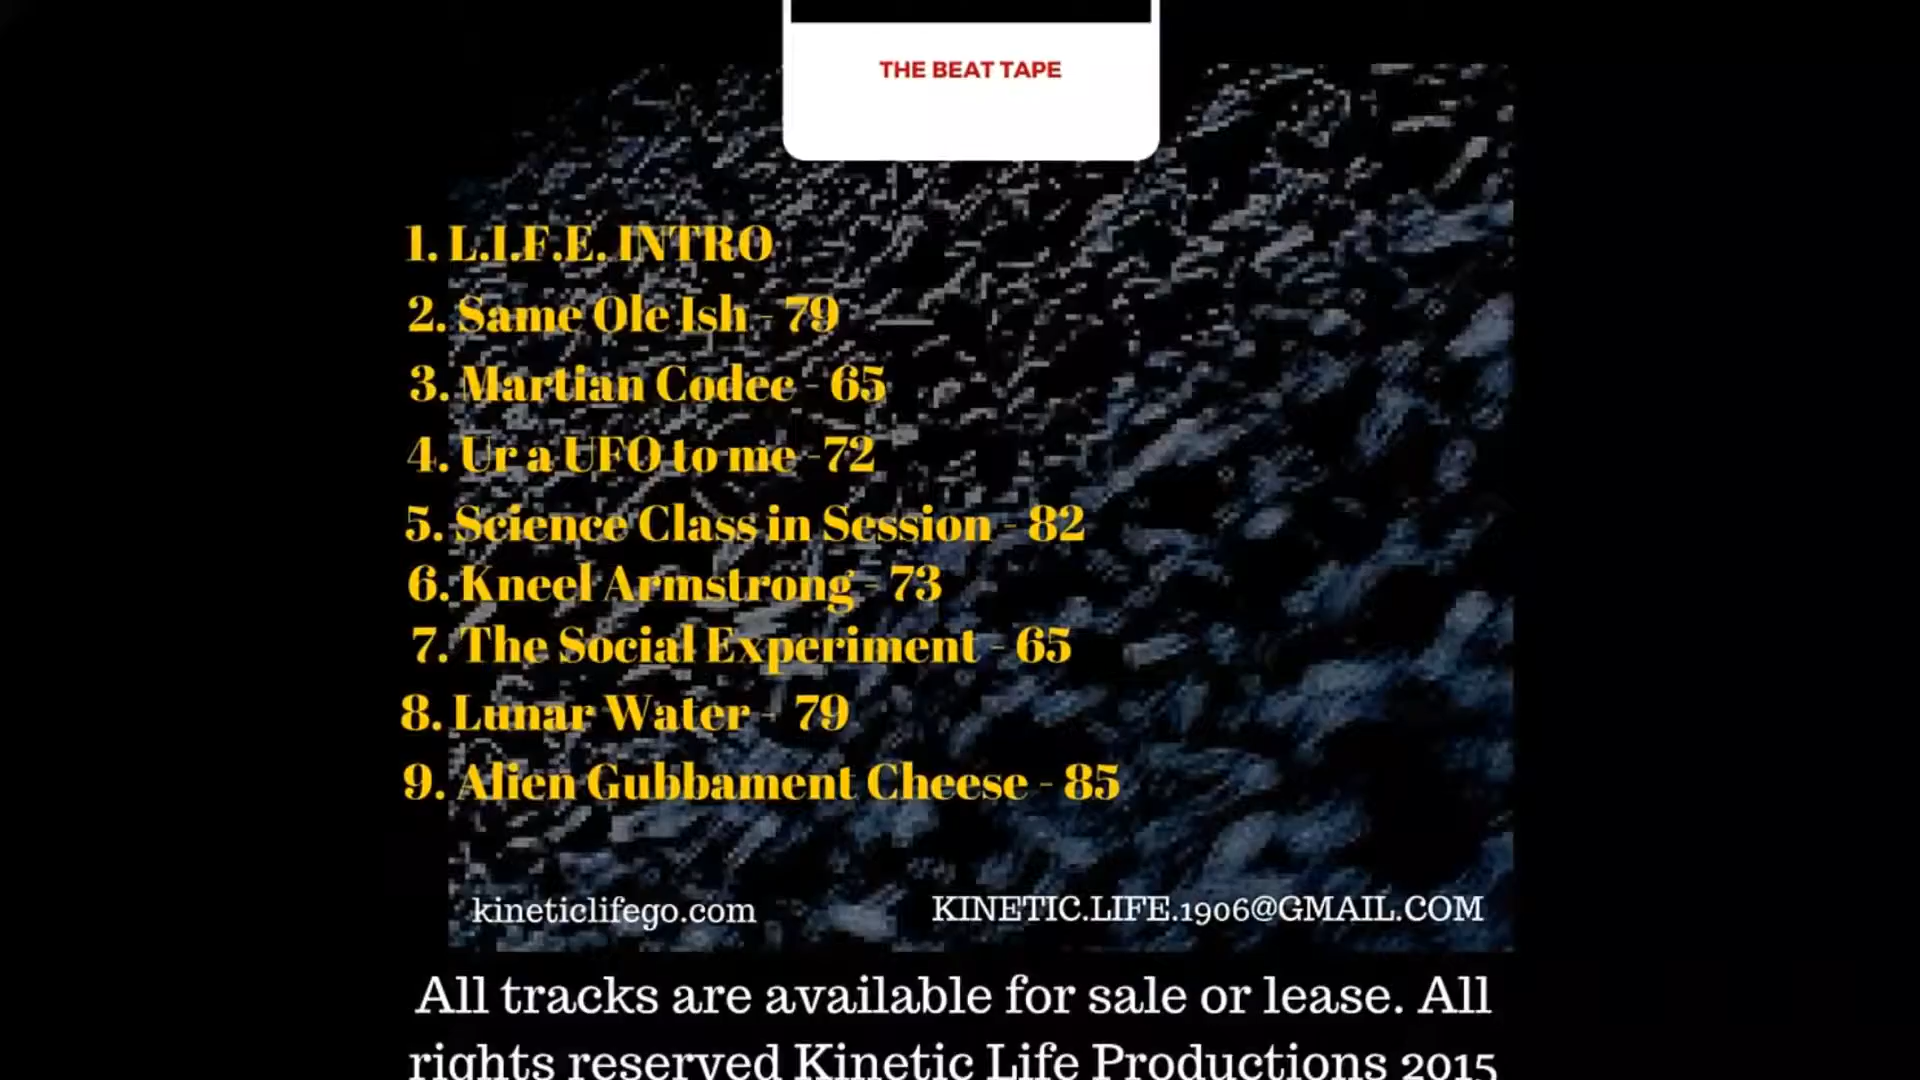 THE BEAT TAPE
1. L.I.F.E. INTRO
2. Same Ole Ish - 79
3. Martian Codec - 65
4. Ur a UFO to me -72
5. Science Class in Session - 82
6. Kneel Armstrong - 73
7. The Social Experiment - 65
8. Lunar Water - 79
9. Alien Gubbament Cheese - 85
kineticlifego.com
KINETIC.LIFE.1906@GMAIL.COM
All tracks are available for sale or lease. All
rights reserved Kinetic Life Productions 2015